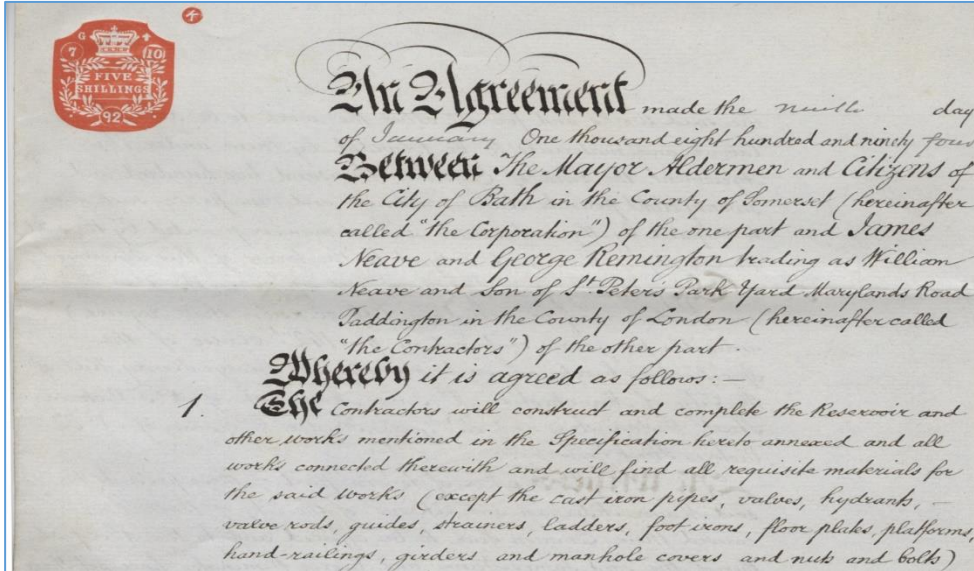 K
G
7 10
FIVE
SHILLINGS
92
An Agreement made the ninth day
of January One thousand eight hundred and ninety four
Between The Mayor Aldermen and Citizens of
the City of Bath in the County of Somerset (hereinafter
called "the Corporation") of the one part and James
Neave and George Remington trading as William
Neave and Son of St. Peter's Park Yard Marylands Road
Paddington in the County of London (hereinafter called
"the Contractors") of the other part.
Whereby it is agreed as follows:—
1. The Contractors will construct and complete the Reservoir and
other works mentioned in the Specification hereto annexed and all
works connected therewith and will find all requisite materials for
the said works (except the cast iron pipes, valves, hydrants, —
valve rods, guides, strainers, ladders, foot irons, floor plates, platforms,
hand-railings, girders and manhole covers and nuts and bolts)